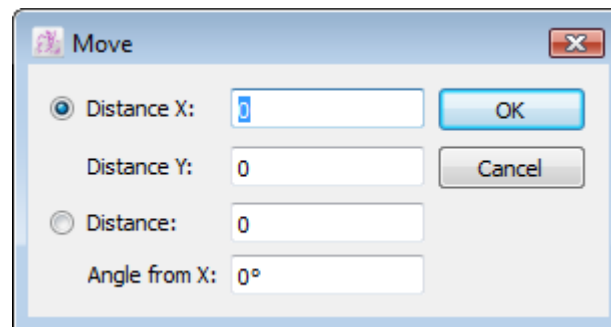 Move
Distance X: 0 OK
Distance Y: 0 Cancel
Distance: 0
Angle from X: 0°